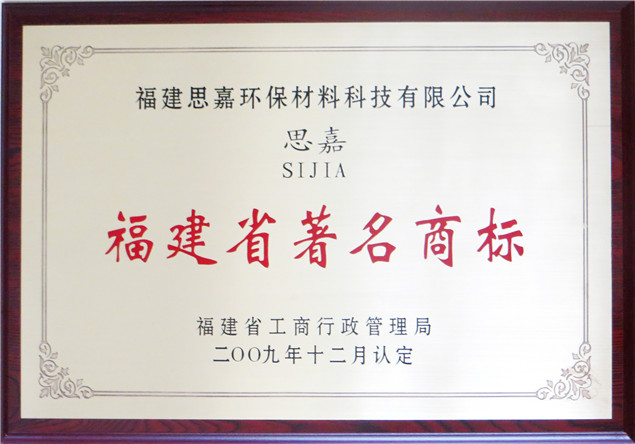 福建思嘉环保材料科技有限公司
思嘉
SIJIA
福建省著名商标
福建省工商行政管理局
二〇〇九年十二月认定